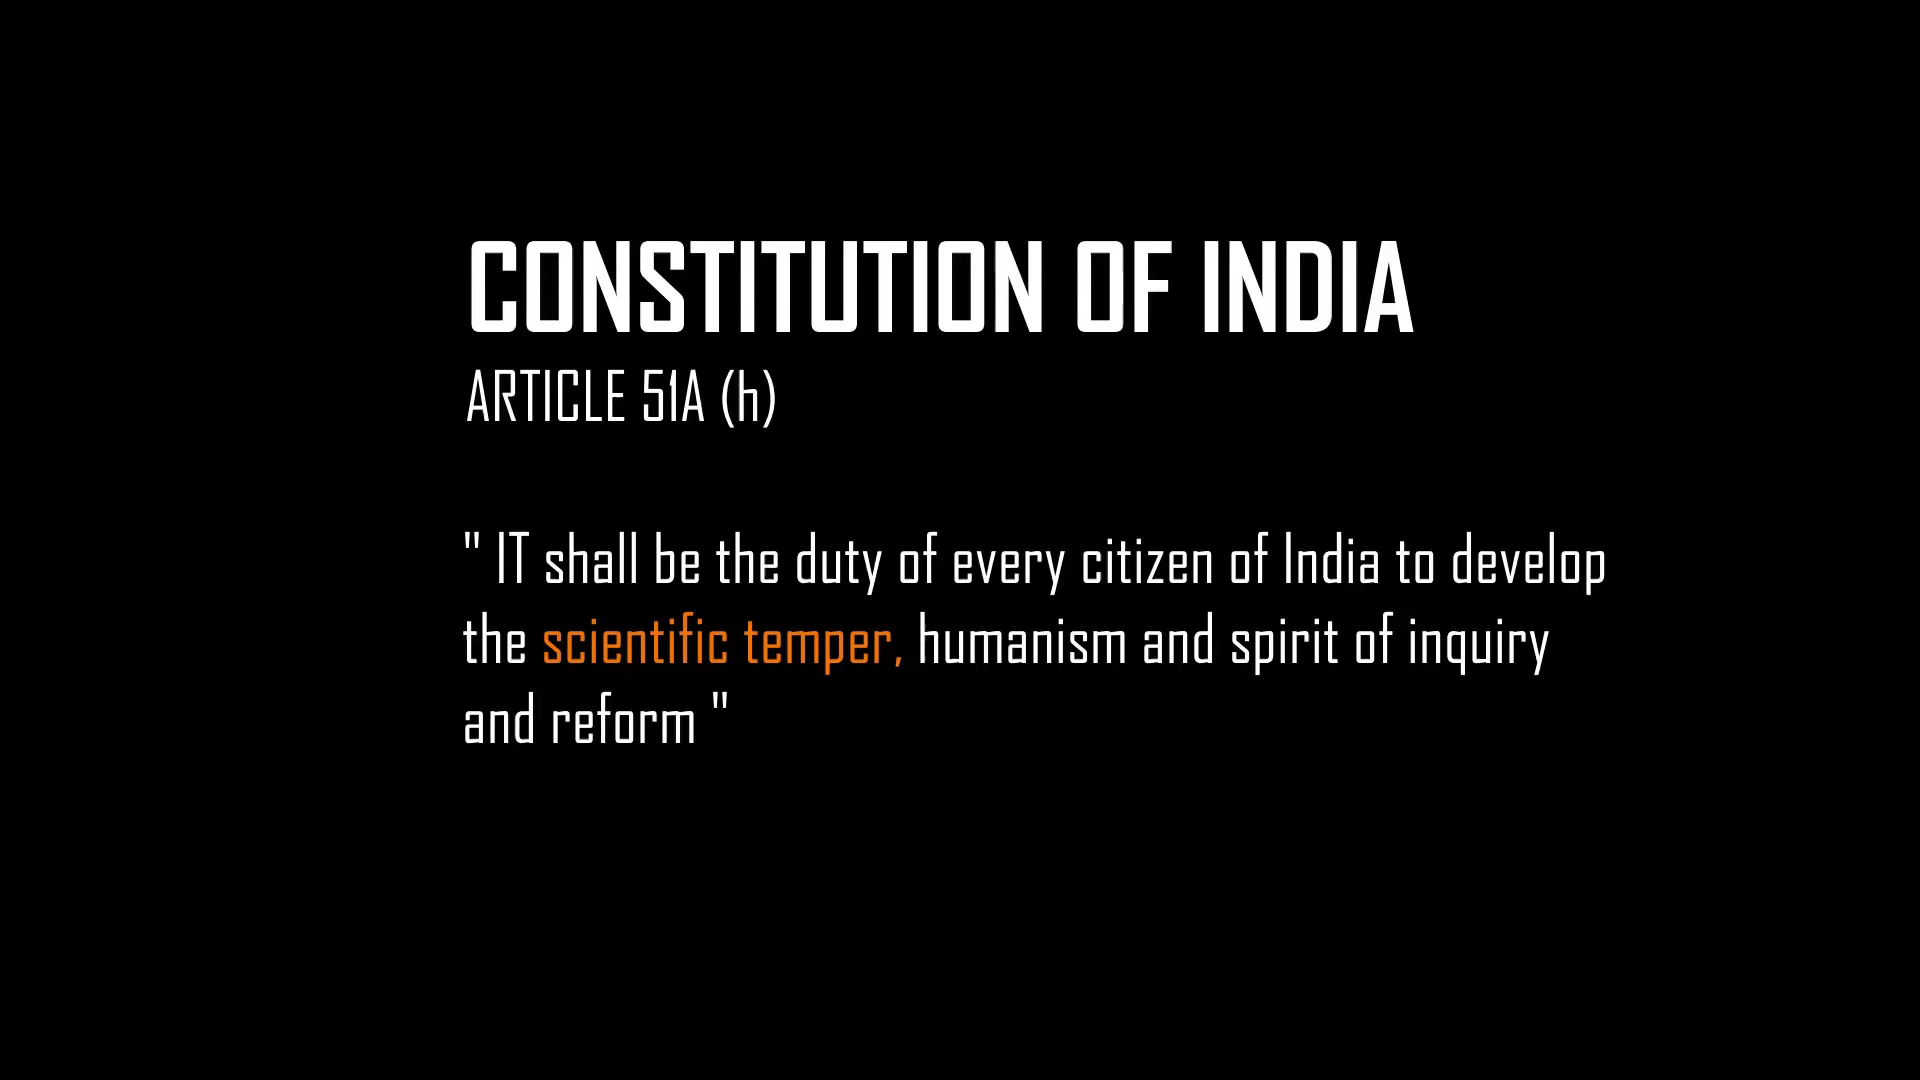 CONSTITUTION OF INDIA
ARTICLE 51A (h)
" IT shall be the duty of every citizen of India to develop
the scientific temper, humanism and spirit of inquiry
and reform "